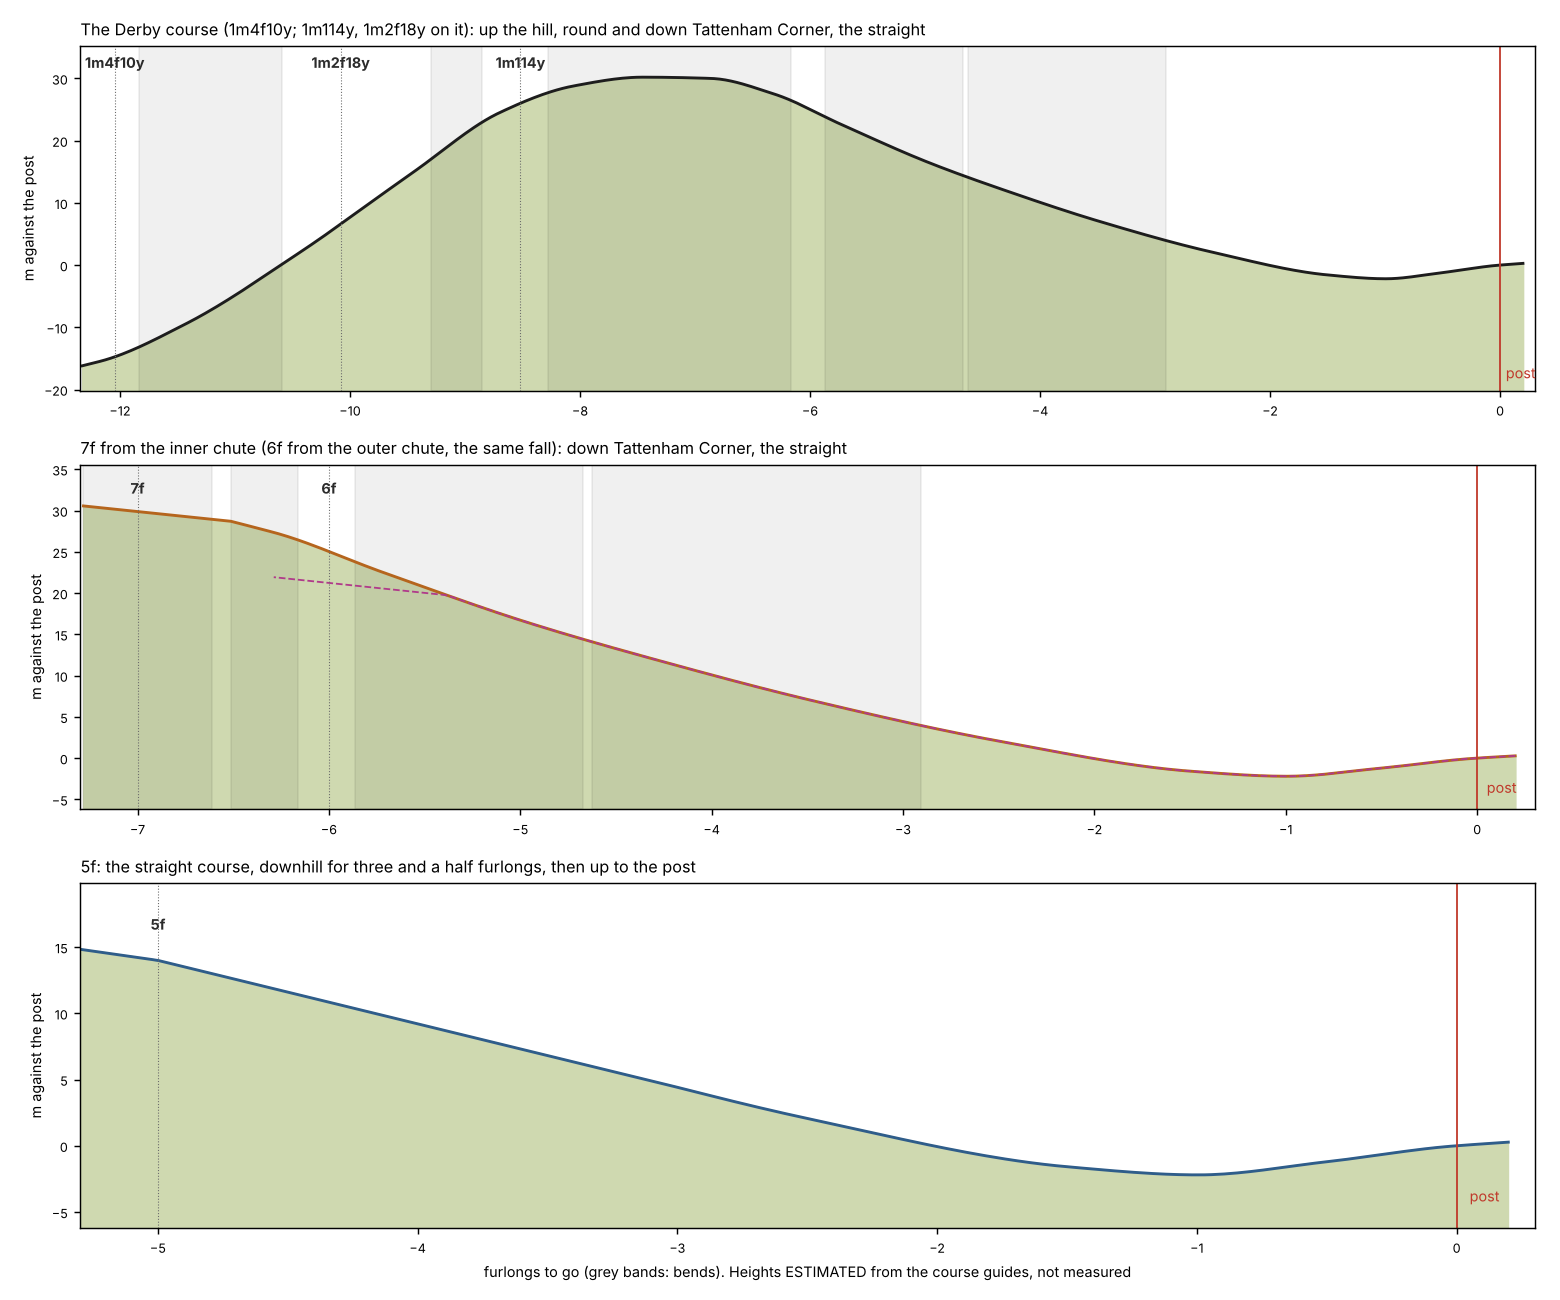 The Derby course (1m4f10y; 1m114y, 1m2f18y on it): up the hill, round and down Tattenham Corner, the straight
1m4f10y
1m2f18y
1m114y
30
20
10
0
−10
−20
m against the post
post
−12
−10
−8
−6
−4
−2
0
7f from the inner chute (6f from the outer chute, the same fall): down Tattenham Corner, the straight
7f
6f
35
30
25
20
15
10
5
0
−5
m against the post
post
−7
−6
−5
−4
−3
−2
−1
0
5f: the straight course, downhill for three and a half furlongs, then up to the post
5f
15
10
5
0
−5
m against the post
post
−5
−4
−3
−2
−1
0
furlongs to go (grey bands: bends). Heights ESTIMATED from the course guides, not measured